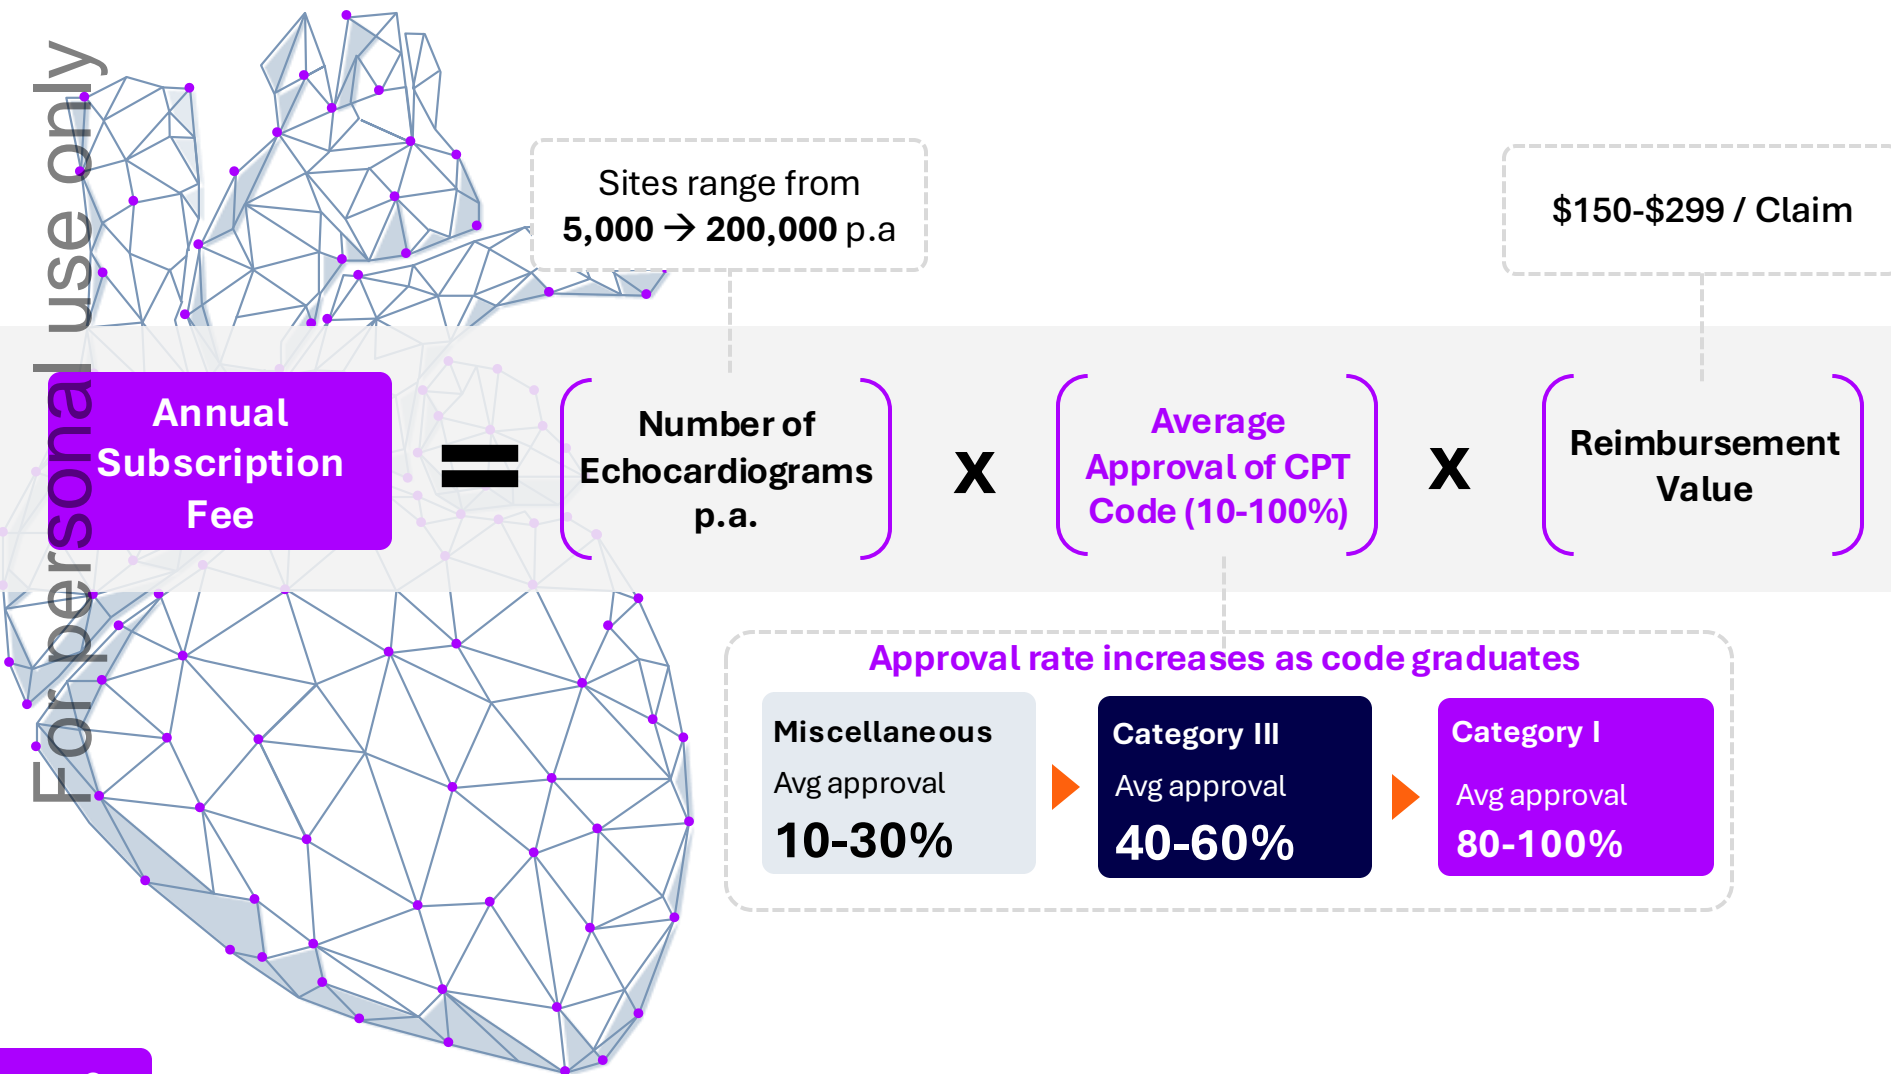 For personal use only
Sites range from
5,000 → 200,000 p.a
$150-$299 / Claim
Annual
Subscription
Fee
=
Number of
Echocardiograms
p.a.
x
Average
Approval of CPT
Code (10-100%)
x
Reimbursement
Value
Approval rate increases as code graduates
Miscellaneous
Avg approval
10-30%
Category III
Avg approval
40-60%
Category I
Avg approval
80-100%